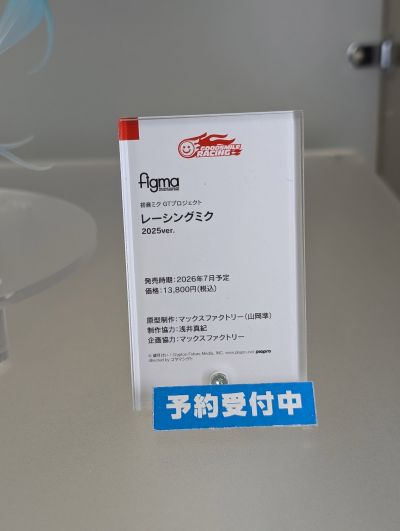 GOODSMILE
RACING
figma
初音ミク GTプロジェクト
レーシングミク
2025ver.
発売時期：2026年7月予定
価格：13,800円(税込)
原型制作：マックスファクトリー(山岡準)
制作協力：浅井真紀
企画協力：マックスファクトリー
予約受付中